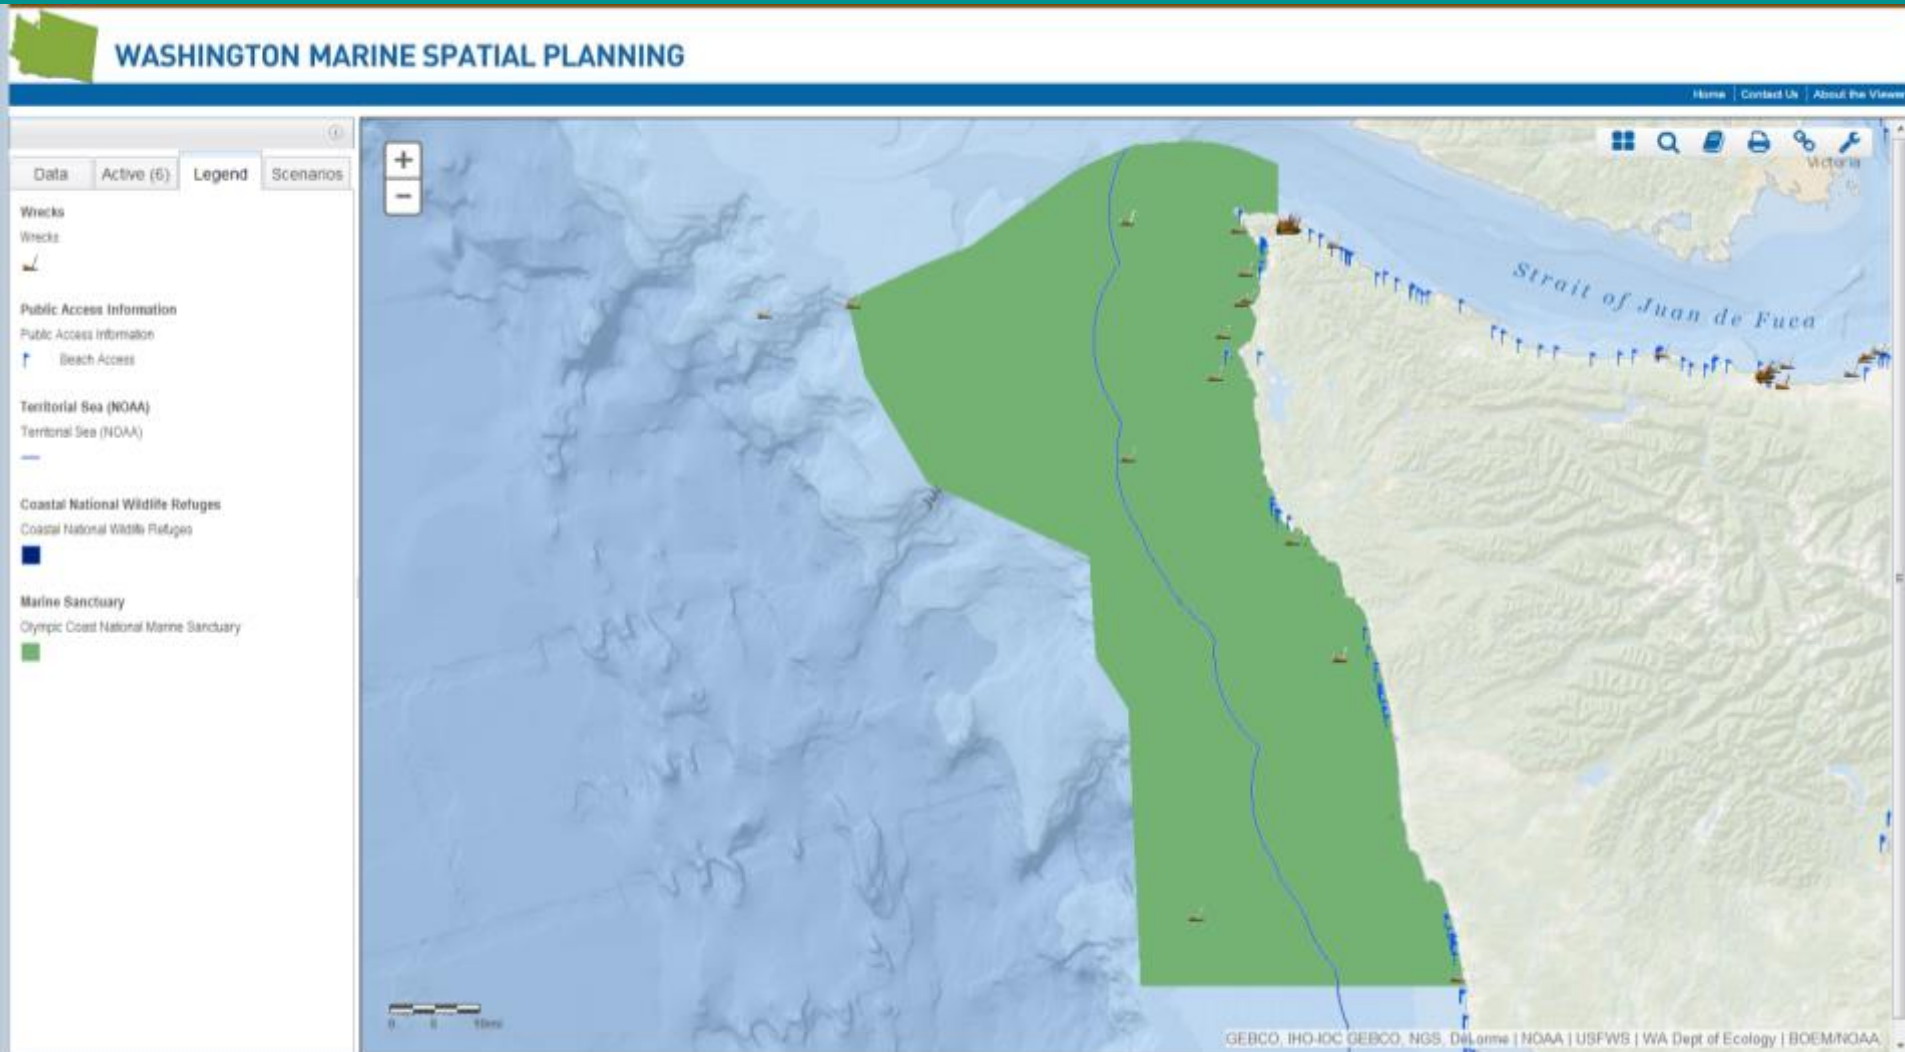 WASHINGTON MARINE SPATIAL PLANNING
Home | Contact Us | About the Viewer
Data Active (6) Legend Scenarios
Wrecks
Wrecks
Public Access Information
Public Access Information
Beach Access
Territorial Sea (NOAA)
Territorial Sea (NOAA)
Coastal National Wildlife Refuges
Coastal National Wildlife Refuges
Marine Sanctuary
Olympic Coast National Marine Sanctuary
+
−
Victoria
Strait of Juan de Fuca
GEBCO, IHO-IOC GEBCO, NGS, DeLorme | NOAA | USFWS | WA Dept of Ecology | BOEM/NOAA